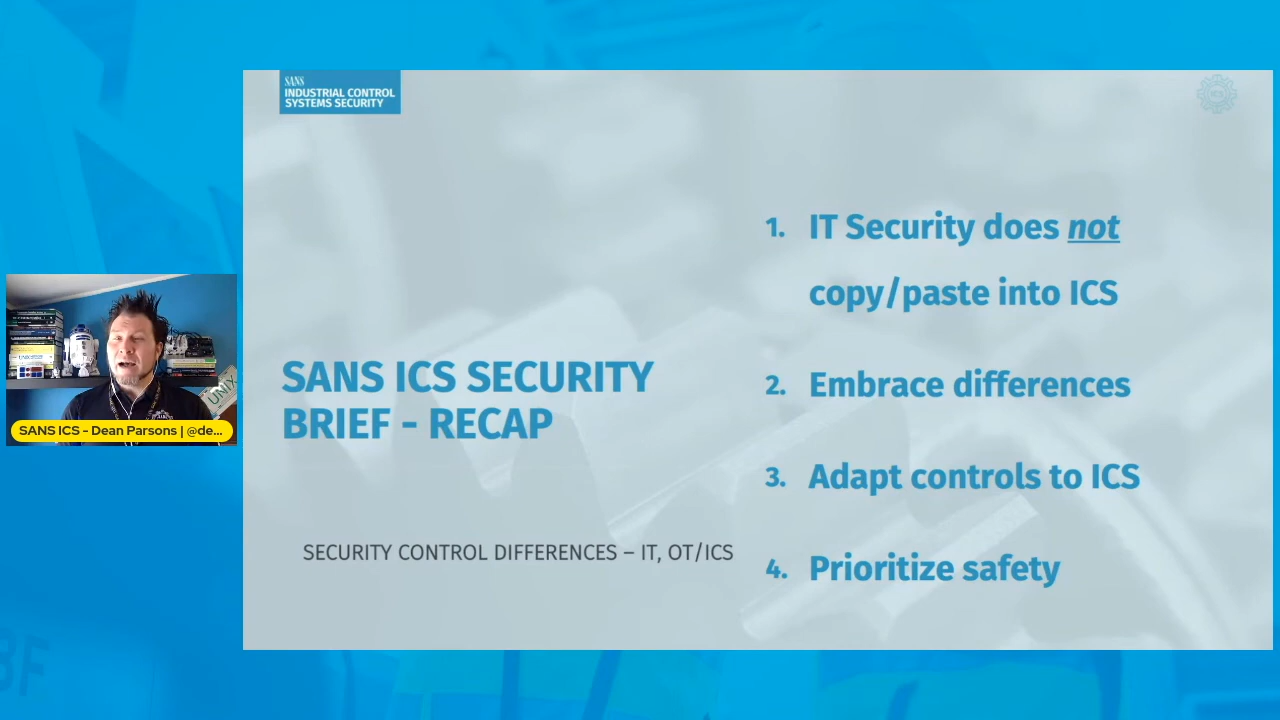 SANS
INDUSTRIAL CONTROL
SYSTEMS SECURITY
ICS
SANS ICS SECURITY
BRIEF - RECAP
SECURITY CONTROL DIFFERENCES – IT, OT/ICS
1. IT Security does not
copy/paste into ICS
2. Embrace differences
3. Adapt controls to ICS
4. Prioritize safety
UNIX
SANS ICS - Dean Parsons | @de...